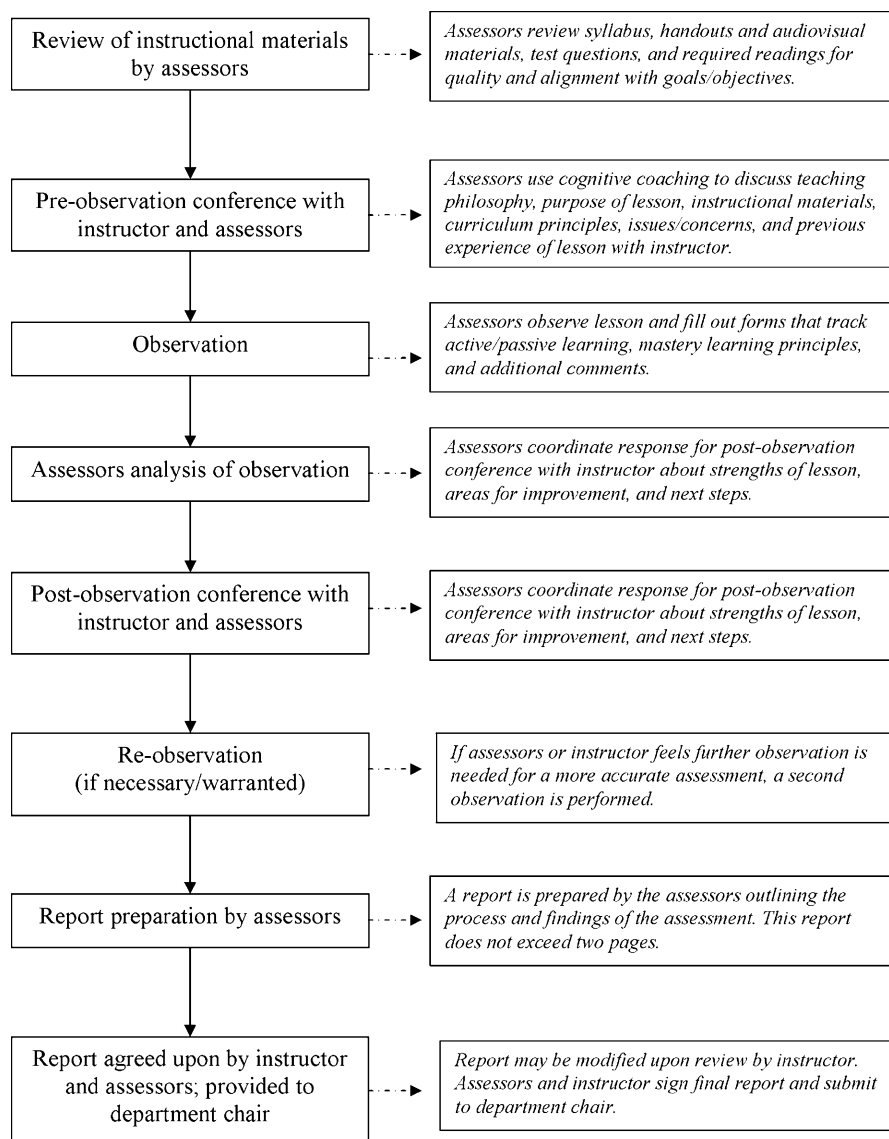 Review of instructional materials
by assessors
Assessors review syllabus, handouts and audiovisual
materials, test questions, and required readings for
quality and alignment with goals/objectives.
Pre-observation conference with
instructor and assessors
Assessors use cognitive coaching to discuss teaching
philosophy, purpose of lesson, instructional materials,
curriculum principles, issues/concerns, and previous
experience of lesson with instructor.
Observation
Assessors observe lesson and fill out forms that track
active/passive learning, mastery learning principles,
and additional comments.
Assessors analysis of observation
Assessors coordinate response for post-observation
conference with instructor about strengths of lesson,
areas for improvement, and next steps.
Post-observation conference with
instructor and assessors
Assessors coordinate response for post-observation
conference with instructor about strengths of lesson,
areas for improvement, and next steps.
Re-observation
(if necessary/warranted)
If assessors or instructor feels further observation is
needed for a more accurate assessment, a second
observation is performed.
Report preparation by assessors
A report is prepared by the assessors outlining the
process and findings of the assessment. This report
does not exceed two pages.
Report agreed upon by instructor
and assessors; provided to
department chair
Report may be modified upon review by instructor.
Assessors and instructor sign final report and submit
to department chair.